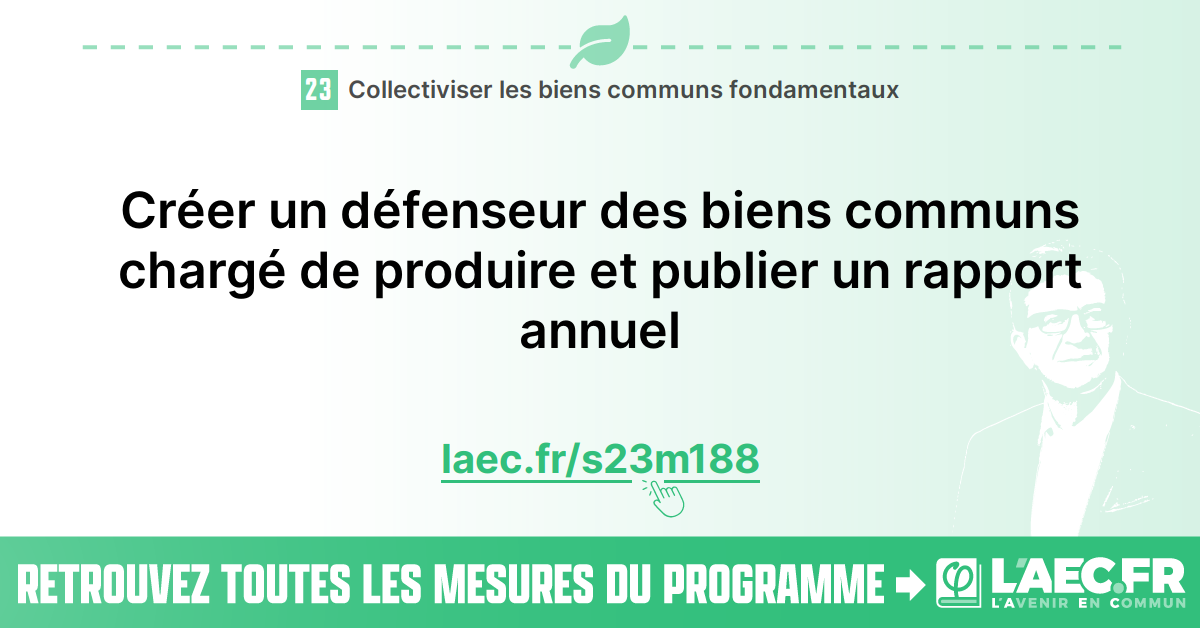 23 Collectiviser les biens communs fondamentaux
Créer un défenseur des biens communs
chargé de produire et publier un rapport
annuel
laec.fr/s23m188
RETROUVEZ TOUTES LES MESURES DU PROGRAMME
φ L'AEC.FR
L'AVENIR EN COMMUN